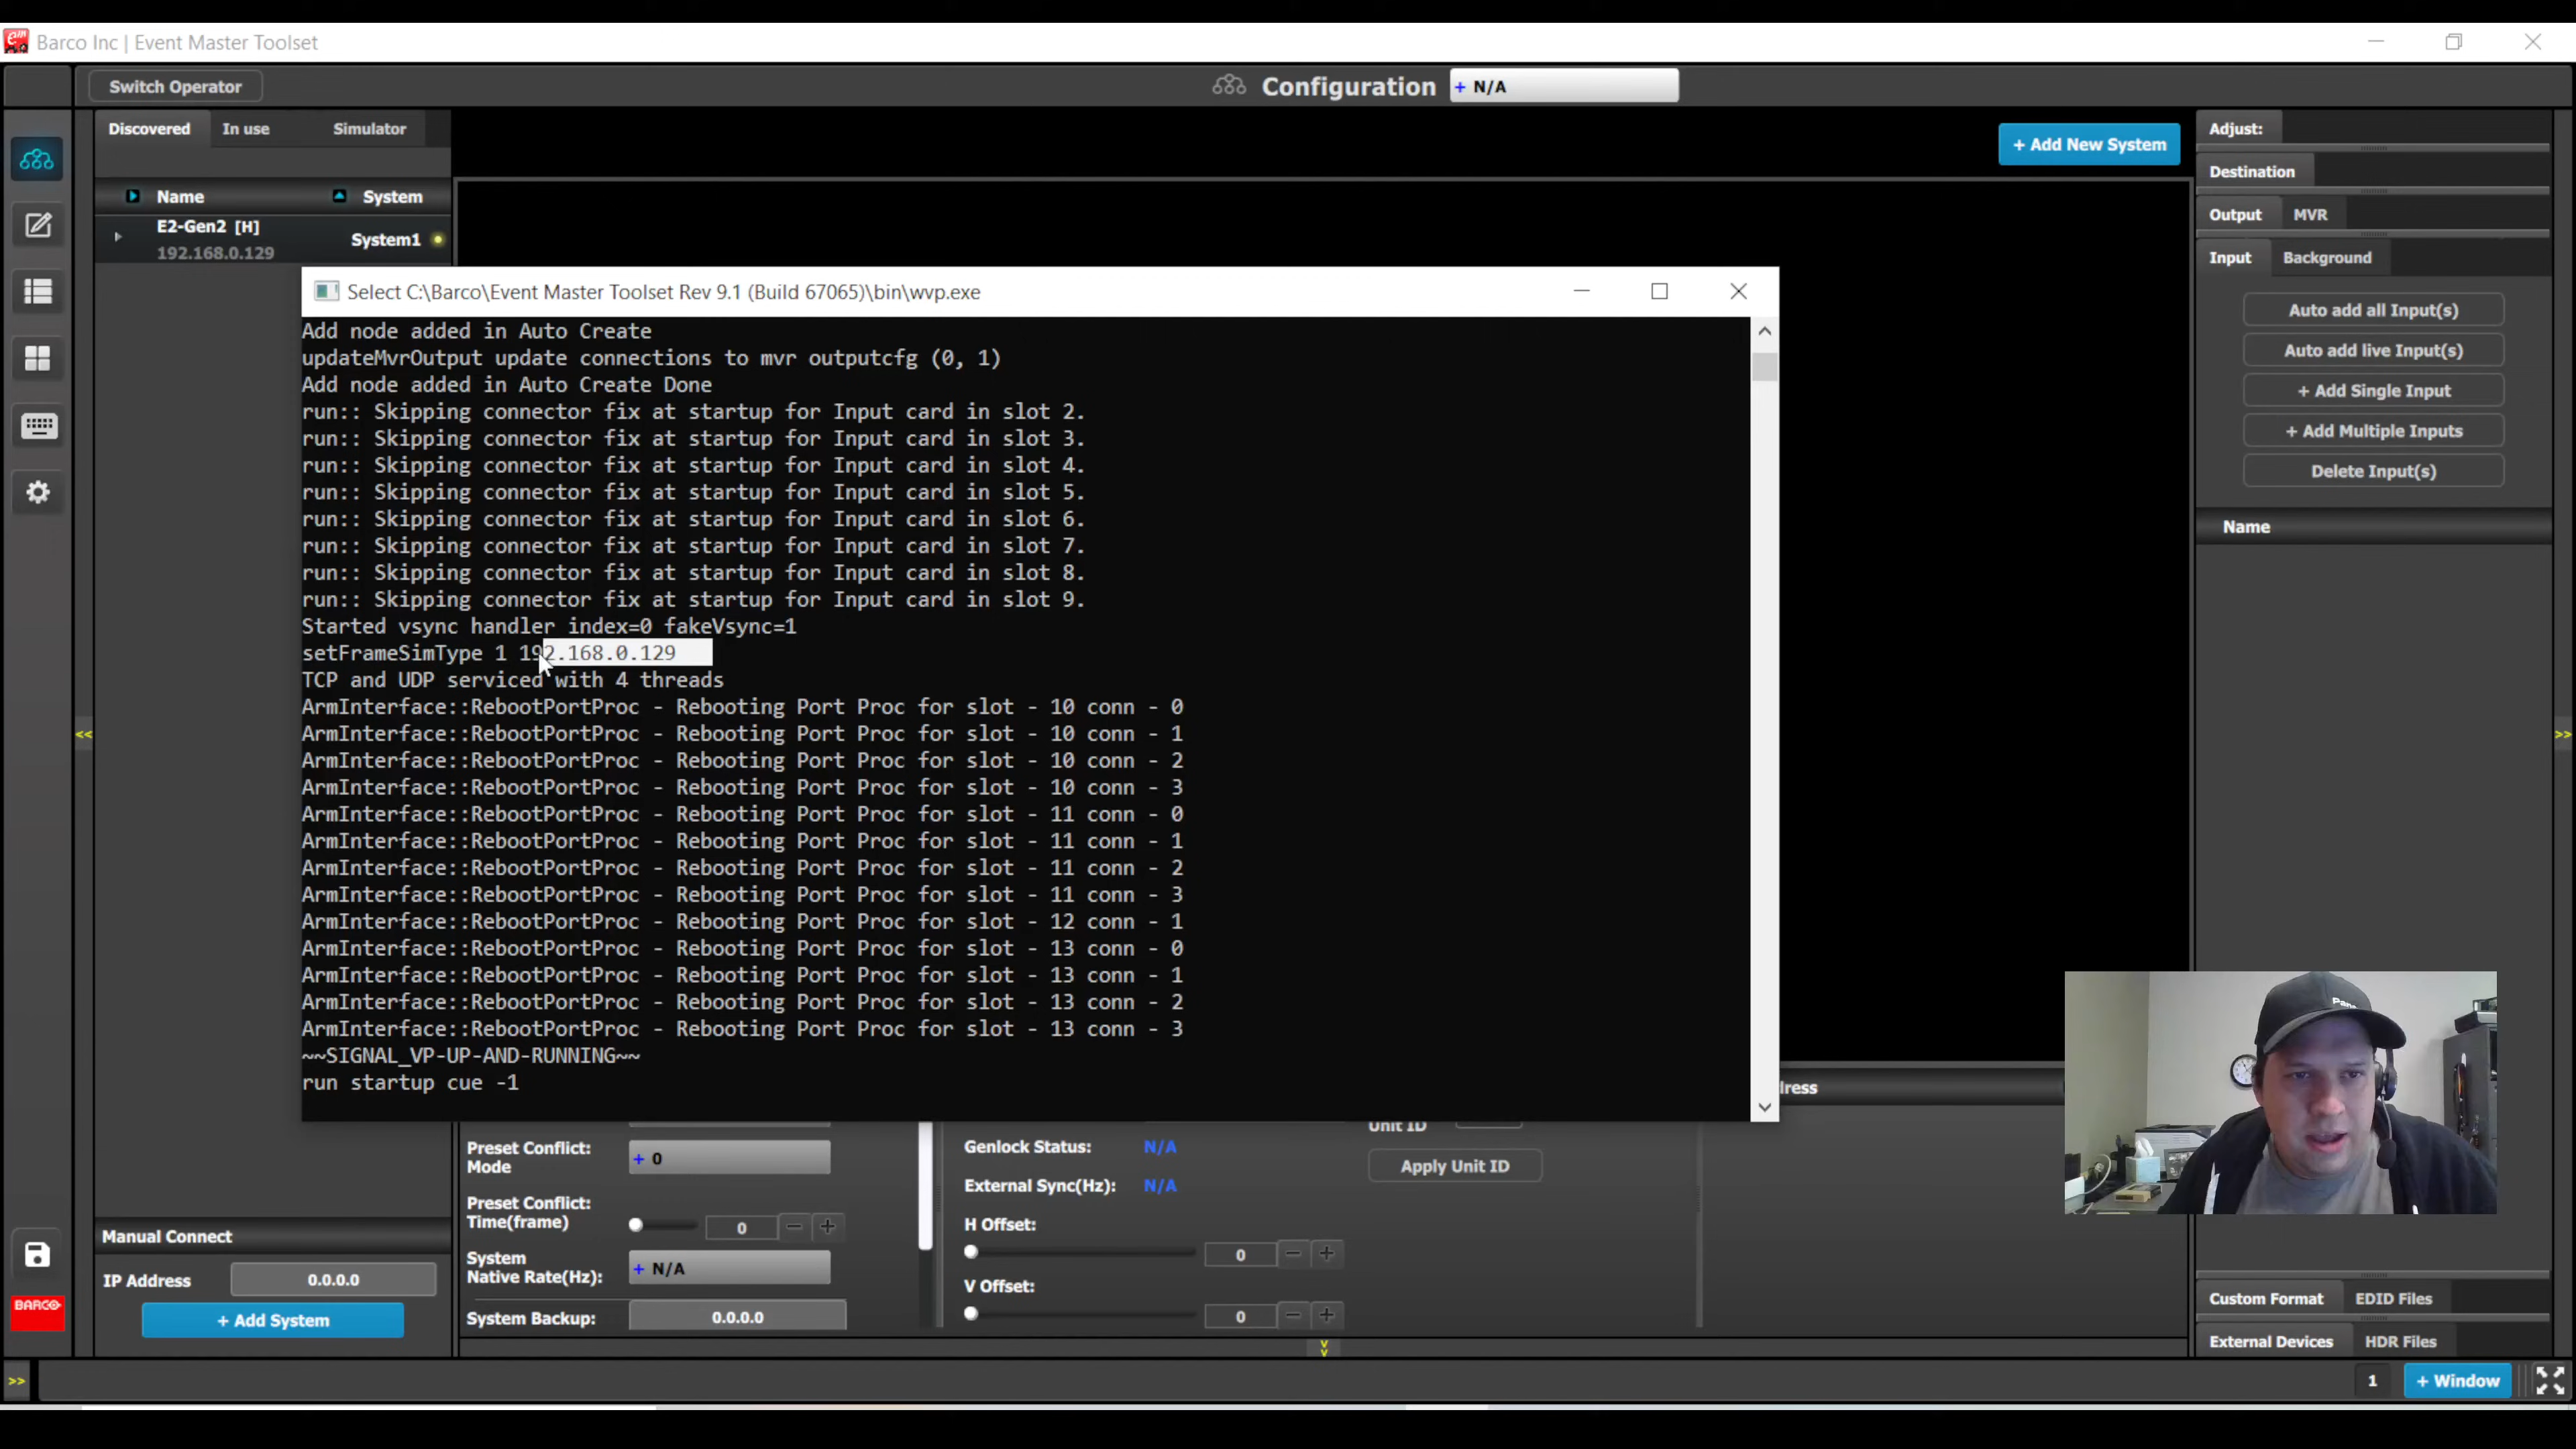 Barco Inc | Event Master Toolset
Switch Operator
Configuration
+ N/A
Discovered
In use
Simulator
+ Add New System
Name
System
E2-Gen2 [H]
192.168.0.129
System1
Select C:\Barco\Event Master Toolset Rev 9.1 (Build 67065)\bin\wvp.exe
Add node added in Auto Create
updateMvrOutput update connections to mvr outputcfg (0, 1)
Add node added in Auto Create Done
run:: Skipping connector fix at startup for Input card in slot 2.
run:: Skipping connector fix at startup for Input card in slot 3.
run:: Skipping connector fix at startup for Input card in slot 4.
run:: Skipping connector fix at startup for Input card in slot 5.
run:: Skipping connector fix at startup for Input card in slot 6.
run:: Skipping connector fix at startup for Input card in slot 7.
run:: Skipping connector fix at startup for Input card in slot 8.
run:: Skipping connector fix at startup for Input card in slot 9.
Started vsync handler index=0 fakeVsync=1
setFrameSimType 1 192.168.0.129
TCP and UDP serviced with 4 threads
ArmInterface::RebootPortProc - Rebooting Port Proc for slot - 10 conn - 0
ArmInterface::RebootPortProc - Rebooting Port Proc for slot - 10 conn - 1
ArmInterface::RebootPortProc - Rebooting Port Proc for slot - 10 conn - 2
ArmInterface::RebootPortProc - Rebooting Port Proc for slot - 10 conn - 3
ArmInterface::RebootPortProc - Rebooting Port Proc for slot - 11 conn - 0
ArmInterface::RebootPortProc - Rebooting Port Proc for slot - 11 conn - 1
ArmInterface::RebootPortProc - Rebooting Port Proc for slot - 11 conn - 2
ArmInterface::RebootPortProc - Rebooting Port Proc for slot - 11 conn - 3
ArmInterface::RebootPortProc - Rebooting Port Proc for slot - 12 conn - 1
ArmInterface::RebootPortProc - Rebooting Port Proc for slot - 13 conn - 0
ArmInterface::RebootPortProc - Rebooting Port Proc for slot - 13 conn - 1
ArmInterface::RebootPortProc - Rebooting Port Proc for slot - 13 conn - 2
ArmInterface::RebootPortProc - Rebooting Port Proc for slot - 13 conn - 3
~~SIGNAL_VP-UP-AND-RUNNING~~
run startup cue -1
Adjust:
Destination
Output
MVR
Input
Background
Auto add all Input(s)
Auto add live Input(s)
+ Add Single Input
+ Add Multiple Inputs
Delete Input(s)
Name
Manual Connect
IP Address
0.0.0.0
+ Add System
BARCO
Preset Conflict:
Mode
+ 0
Preset Conflict:
Time(frame)
0
System
Native Rate(Hz):
+ N/A
System Backup:
0.0.0.0
Genlock Status:
N/A
External Sync(Hz):
N/A
H Offset:
0
V Offset:
0
Unit ID
Apply Unit ID
Custom Format
EDID Files
External Devices
HDR Files
>>
1
+ Window